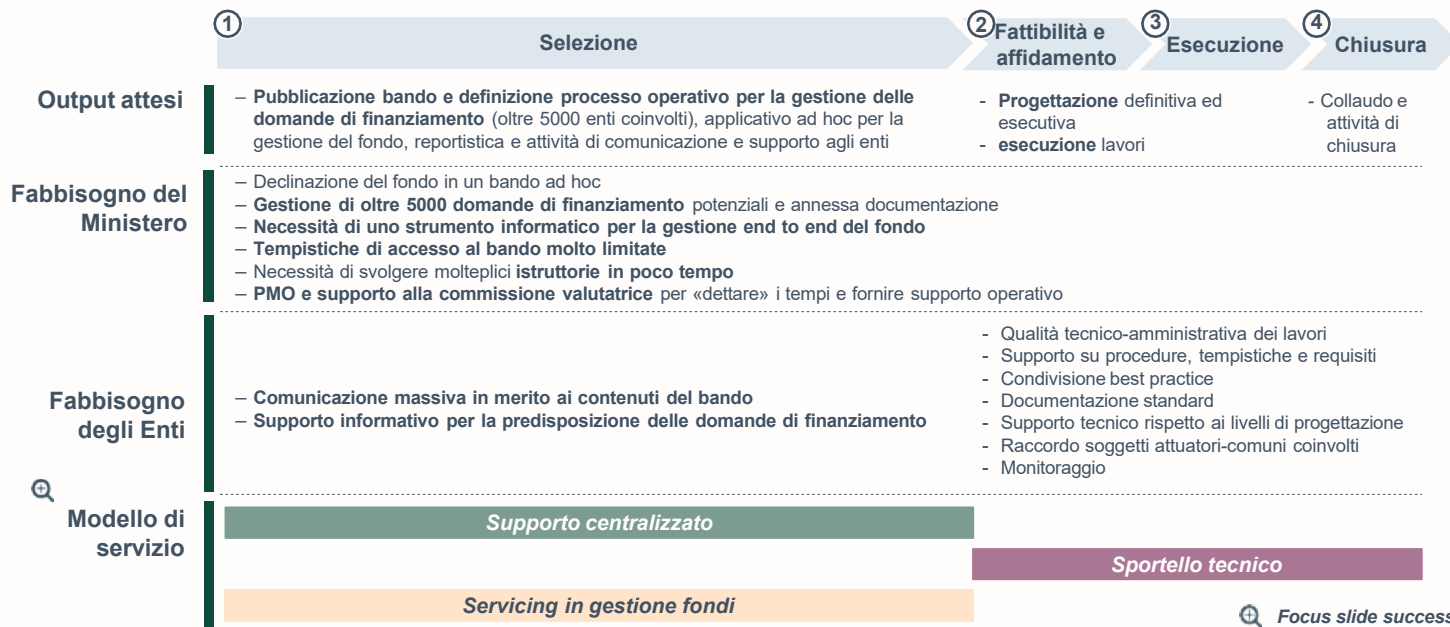 1
Selezione
2
Fattibilità e
affidamento
3
Esecuzione
4
Chiusura
Output attesi
– Pubblicazione bando e definizione processo operativo per la gestione delle
domande di finanziamento (oltre 5000 enti coinvolti), applicativo ad hoc per la
gestione del fondo, reportistica e attività di comunicazione e supporto agli enti
- Progettazione definitiva ed
esecutiva
- esecuzione lavori
- Collaudo e
attività di
chiusura
Fabbisogno del
Ministero
– Declinazione del fondo in un bando ad hoc
– Gestione di oltre 5000 domande di finanziamento potenziali e annessa documentazione
– Necessità di uno strumento informatico per la gestione end to end del fondo
– Tempistiche di accesso al bando molto limitate
– Necessità di svolgere molteplici istruttorie in poco tempo
– PMO e supporto alla commissione valutatrice per «dettare» i tempi e fornire supporto operativo
Fabbisogno
degli Enti
– Comunicazione massiva in merito ai contenuti del bando
– Supporto informativo per la predisposizione delle domande di finanziamento
- Qualità tecnico-amministrativa dei lavori
- Supporto su procedure, tempistiche e requisiti
- Condivisione best practice
- Documentazione standard
- Supporto tecnico rispetto ai livelli di progettazione
- Raccordo soggetti attuatori-comuni coinvolti
- Monitoraggio
Modello di
servizio
Supporto centralizzato
Sportello tecnico
Servicing in gestione fondi
Focus slide success